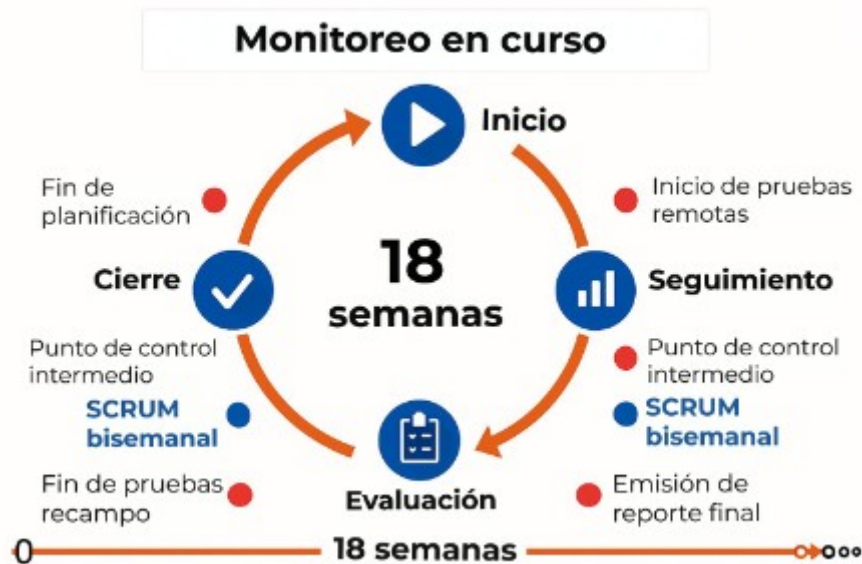 Monitoreo en curso
Inicio
Fin de
planificación
Inicio de pruebas
remotas
18
semanas
Cierre
Seguimiento
Punto de control
intermedio
Punto de control
intermedio
SCRUM
bisemanal
SCRUM
bisemanal
Fin de pruebas
recampo
Evaluación
Emisión de
reporte final
0
18 semanas